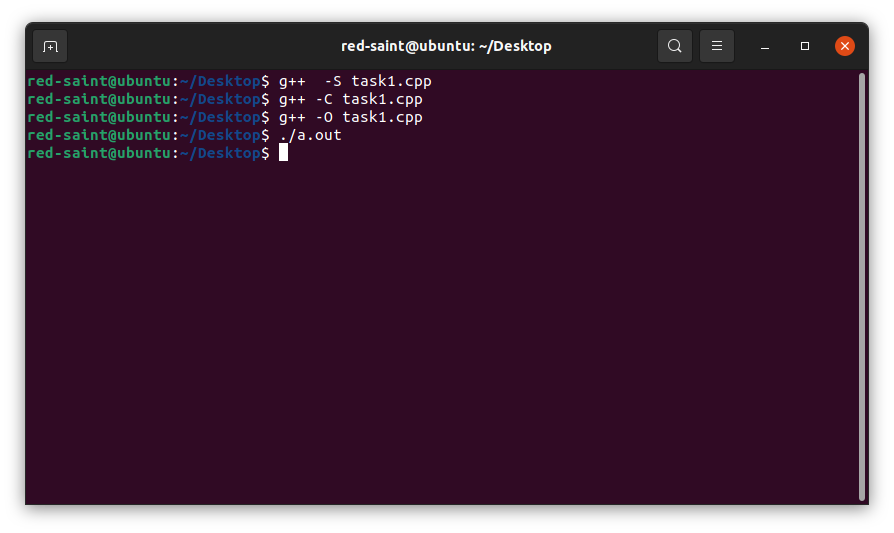 red-saint@ubuntu: ~/Desktop
red-saint@ubuntu:~/Desktop$ g++  -S task1.cpp
red-saint@ubuntu:~/Desktop$ g++ -C task1.cpp
red-saint@ubuntu:~/Desktop$ g++ -O task1.cpp
red-saint@ubuntu:~/Desktop$ ./a.out
red-saint@ubuntu:~/Desktop$